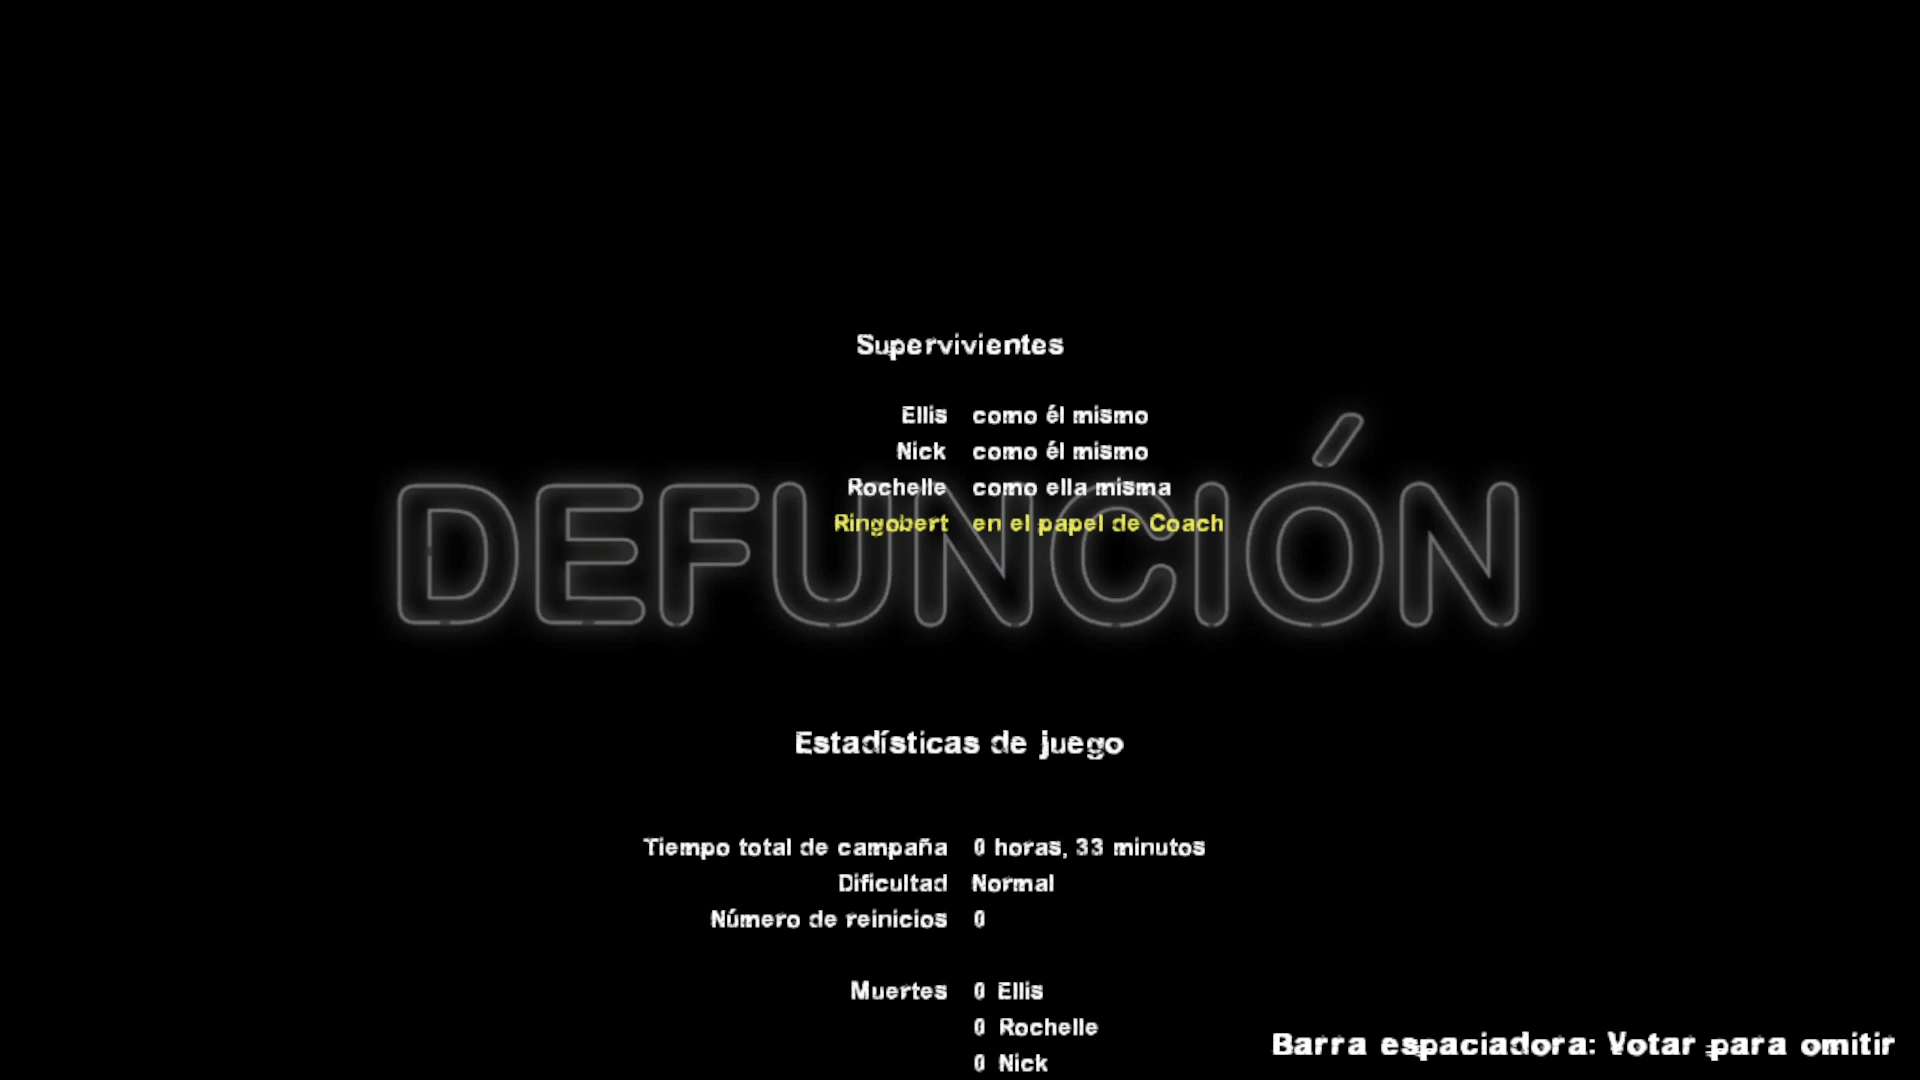 Supervivientes
Ellis como él mismo
Nick como él mismo
Rochelle como ella misma
Ringobert en el papel de Coach
DEFUNCIÓN
Estadísticas de juego
Tiempo total de campaña 0 horas, 33 minutos
Dificultad Normal
Número de reinicios 0
Muertes 0 Ellis
0 Rochelle
0 Nick
Barra espaciadora: Votar para omitir